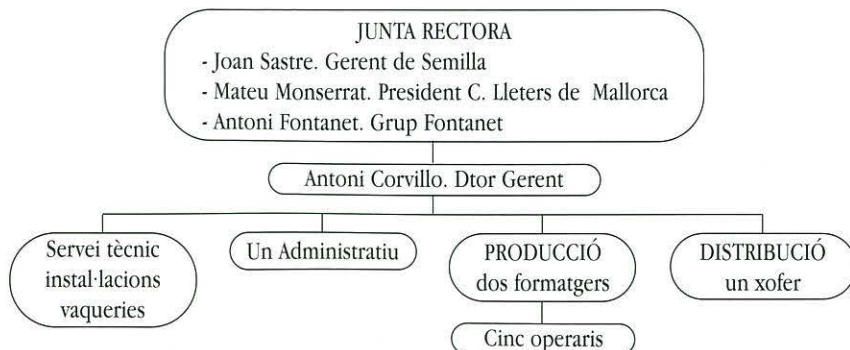 JUNTA RECTORA
- Joan Sastre. Gerent de Semilla
- Mateu Monserrat. President C. Lleters de Mallorca
- Antoni Fontanet. Grup Fontanet
Antoni Corvillo. Dtor Gerent
Servei tècnic
instal·lacions
vaqueries
Un Administratiu
PRODUCCIÓ
dos formatgers
DISTRIBUCIÓ
un xofer
Cinc operaris